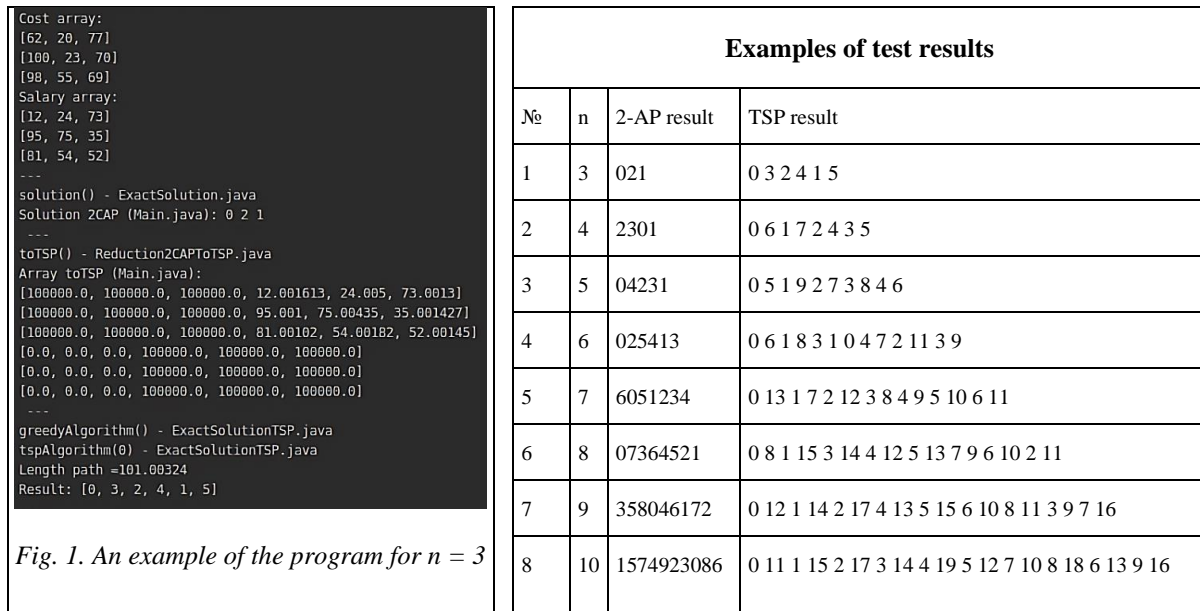 Cost array:
[62, 20, 77]
[100, 23, 70]
[98, 55, 69]
Salary array:
[12, 24, 73]
[95, 75, 35]
[81, 54, 52]
---
solution() - ExactSolution.java
Solution 2CAP (Main.java): 0 2 1
---
toTSP() - Reduction2CAPToTSP.java
Array toTSP (Main.java):
[100000.0, 100000.0, 100000.0, 12.001613, 24.005, 73.0013]
[100000.0, 100000.0, 100000.0, 95.001, 75.00435, 35.001427]
[100000.0, 100000.0, 100000.0, 81.00102, 54.00182, 52.00145]
[0.0, 0.0, 0.0, 100000.0, 100000.0, 100000.0]
[0.0, 0.0, 0.0, 100000.0, 100000.0, 100000.0]
[0.0, 0.0, 0.0, 100000.0, 100000.0, 100000.0]
---
greedyAlgorithm() - ExactSolutionTSP.java
tspAlgorithm(0) - ExactSolutionTSP.java
Length path =101.00324
Result: [0, 3, 2, 4, 1, 5]
Fig. 1. An example of the program for n = 3
Examples of test results
№ n 2-AP result TSP result
1 3 021 0 3 2 4 1 5
2 4 2301 0 6 1 7 2 4 3 5
3 5 04231 0 5 1 9 2 7 3 8 4 6
4 6 025413 0 6 1 8 3 1 0 4 7 2 11 3 9
5 7 6051234 0 13 1 7 2 12 3 8 4 9 5 10 6 11
6 8 07364521 0 8 1 15 3 14 4 12 5 13 7 9 6 10 2 11
7 9 358046172 0 12 1 14 2 17 4 13 5 15 6 10 8 11 3 9 7 16
8 10 1574923086 0 11 1 15 2 17 3 14 4 19 5 12 7 10 8 18 6 13 9 16